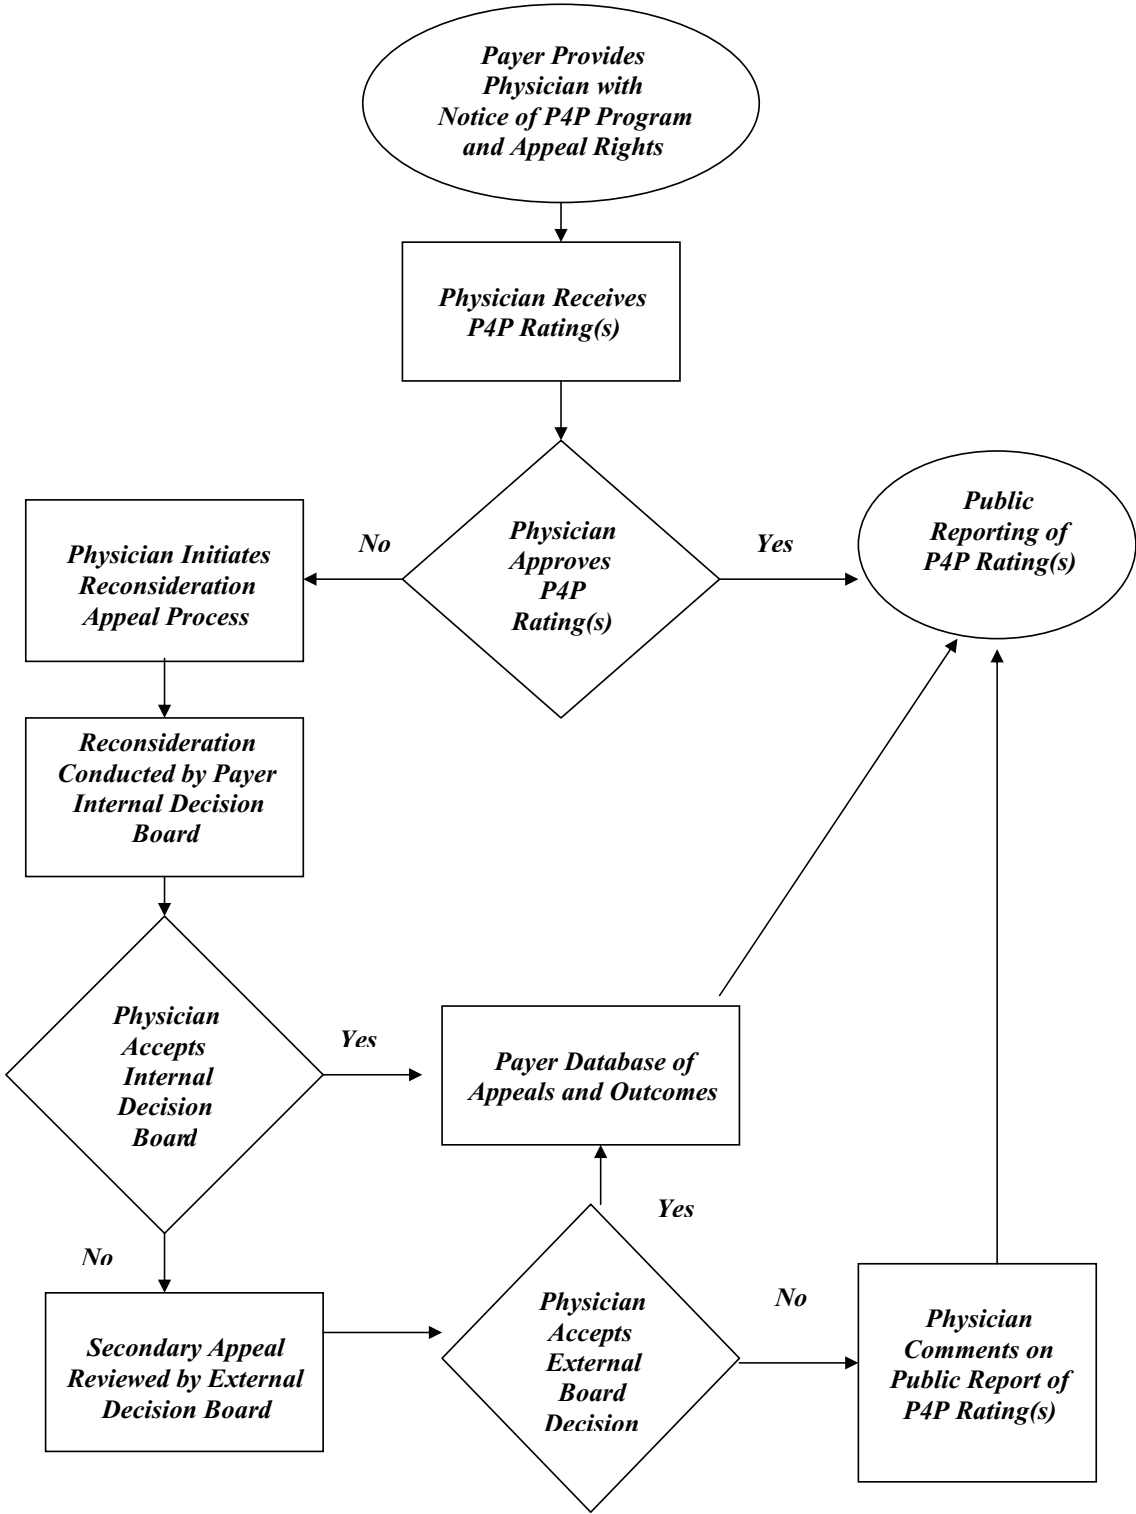 Payer Provides
Physician with
Notice of P4P Program
and Appeal Rights
Physician Receives
P4P Rating(s)
Physician
Approves
P4P
Rating(s)
No
Yes
Public
Reporting of
P4P Rating(s)
Physician Initiates
Reconsideration
Appeal Process
Reconsideration
Conducted by Payer
Internal Decision
Board
Physician
Accepts
Internal
Decision
Board
Yes
Payer Database of
Appeals and Outcomes
No
Yes
Secondary Appeal
Reviewed by External
Decision Board
Physician
Accepts
External
Board
Decision
No
Physician
Comments on
Public Report of
P4P Rating(s)